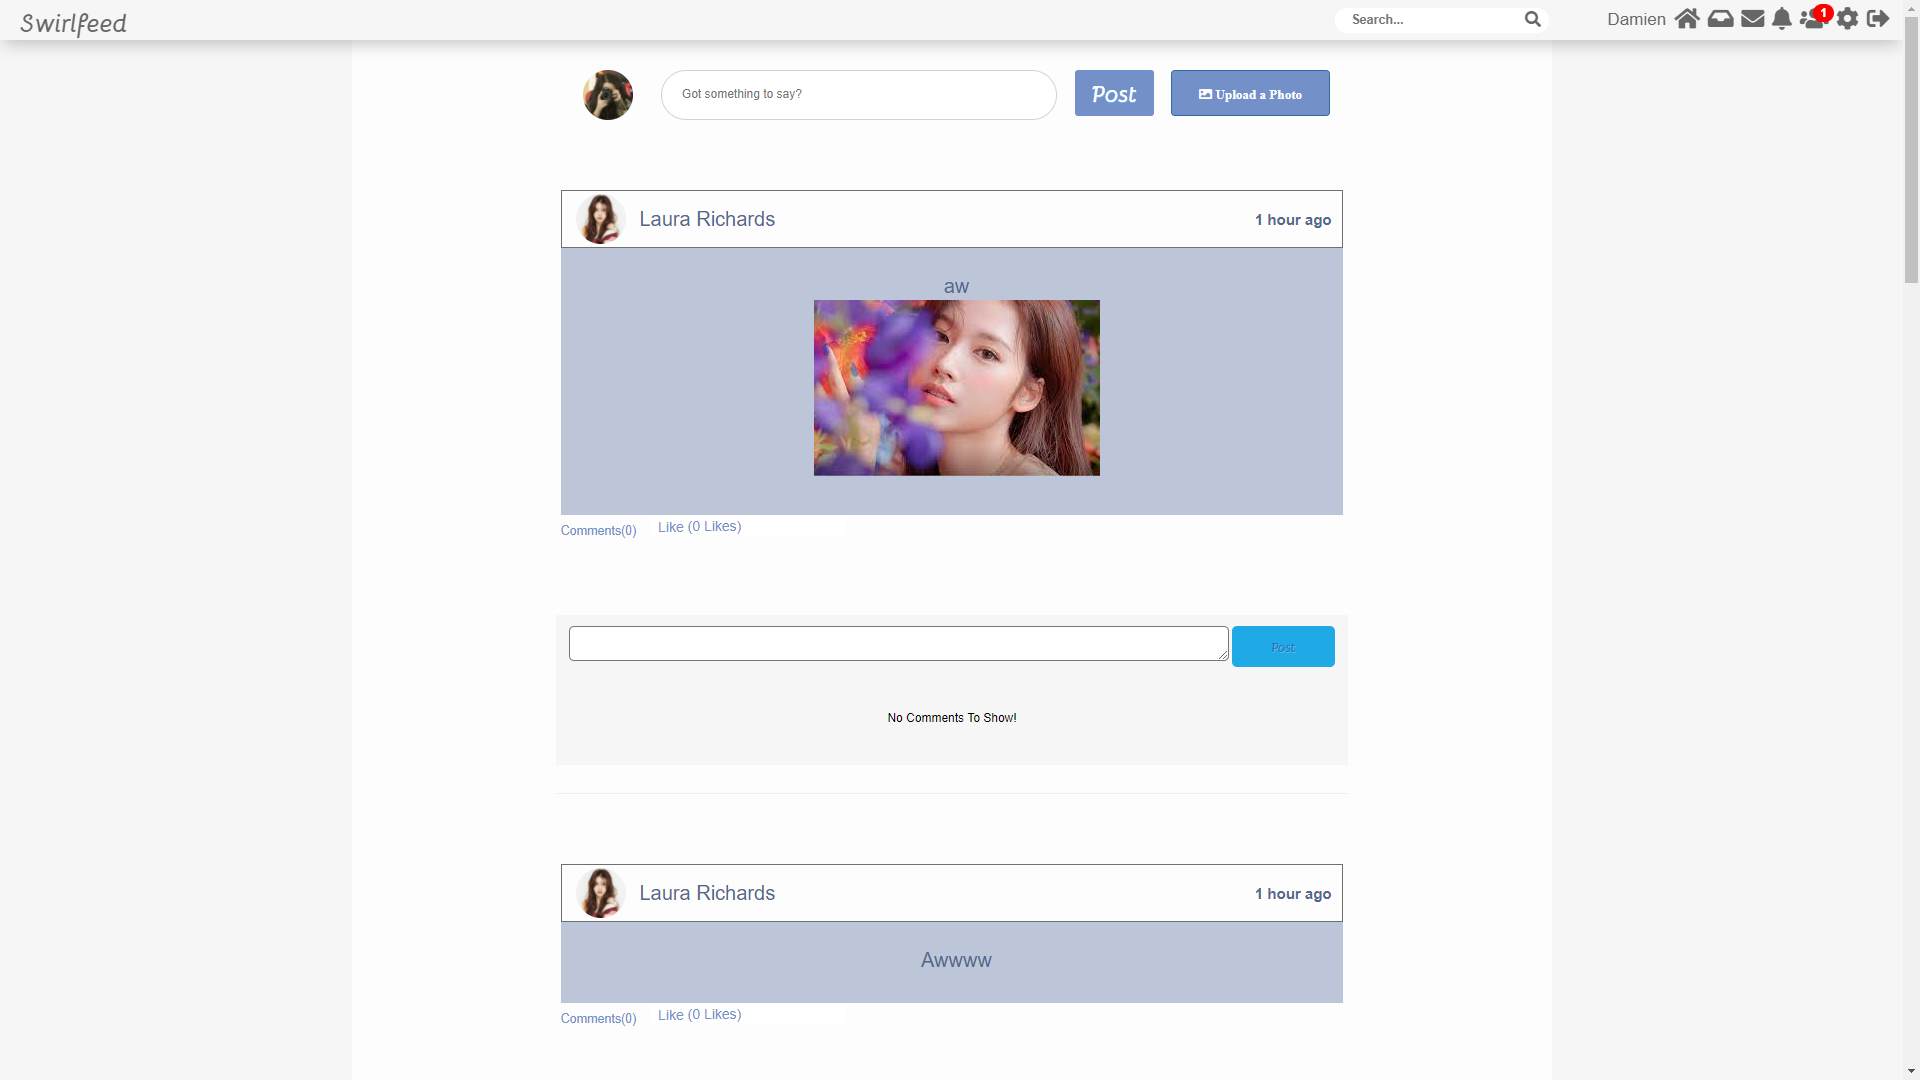 Swirlfeed
Search...
Damien
1
Got something to say?
Post
Upload a Photo
Laura Richards
1 hour ago
aw
Comments(0)
Like (0 Likes)
Post
No Comments To Show!
Laura Richards
1 hour ago
Awwww
Comments(0)
Like (0 Likes)